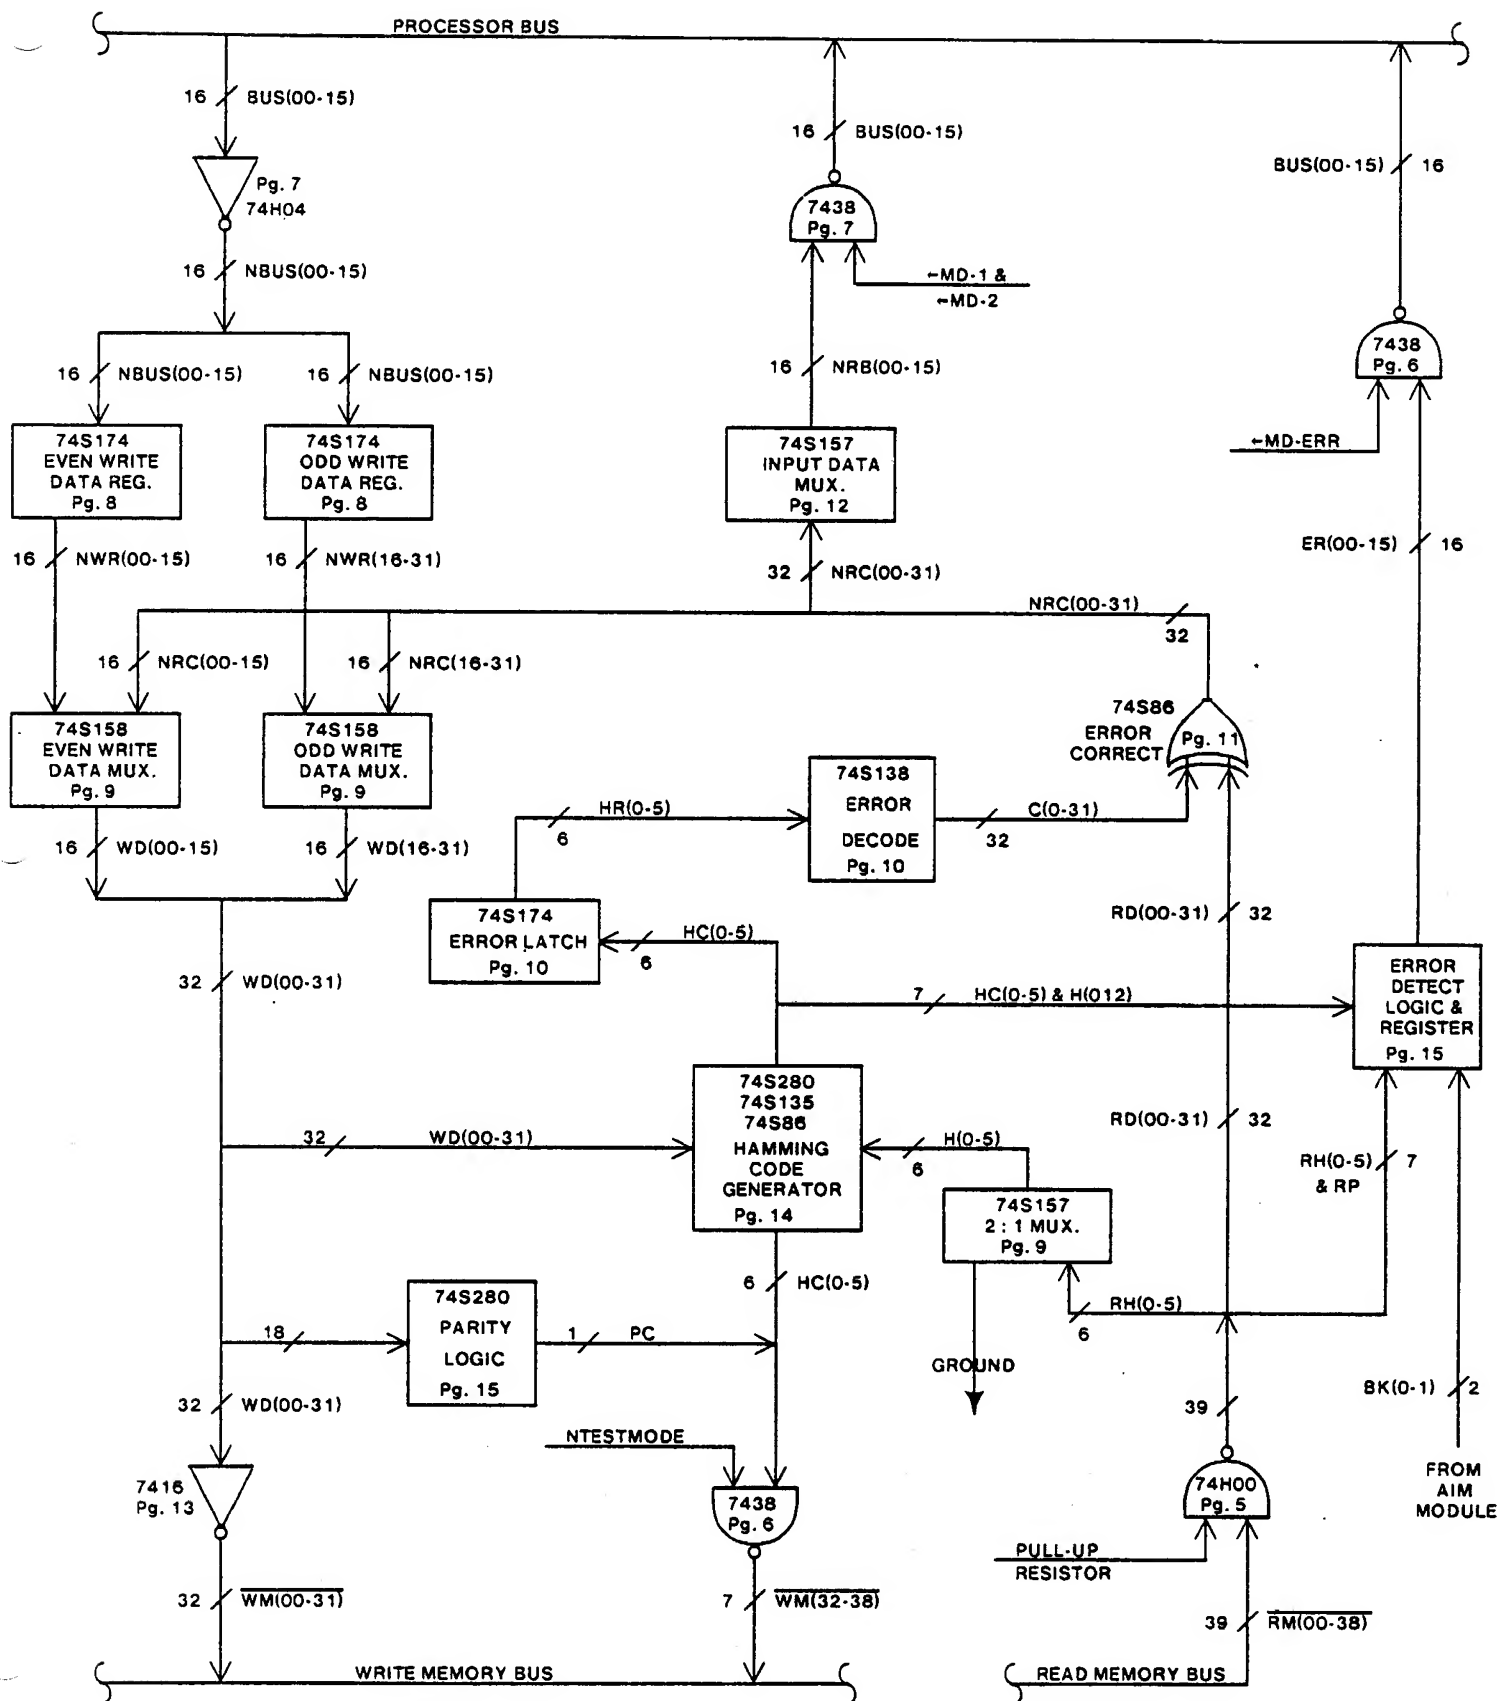 PROCESSOR BUS
16 BUS(00-15)
Pg. 7
74H04
16 NBUS(00-15)
16 NBUS(00-15)
16 NBUS(00-15)
74S174
EVEN WRITE
DATA REG.
Pg. 8
74S174
ODD WRITE
DATA REG.
Pg. 8
16 NWR(00-15)
16 NWR(16-31)
16 NRC(00-15)
16 NRC(16-31)
74S158
EVEN WRITE
DATA MUX.
Pg. 9
74S158
ODD WRITE
DATA MUX.
Pg. 9
16 WD(00-15)
16 WD(16-31)
32 WD(00-31)
16 BUS(00-15)
7438
Pg. 7
←MD-1 &
←MD-2
16 NRB(00-15)
74S157
INPUT DATA
MUX.
Pg. 12
32 NRC(00-31)
NRC(00-31)
32
BUS(00-15) 16
7438
Pg. 6
←MD-ERR
ER(00-15) 16
74S86
ERROR
CORRECT
Pg. 11
74S138
ERROR
DECODE
Pg. 10
HR(0-5)
6
C(0-31)
32
74S174
ERROR LATCH
Pg. 10
HC(0-5)
6
RD(00-31) 32
7 HC(0-5) & H(012)
ERROR
DETECT
LOGIC &
REGISTER
Pg. 15
74S280
74S135
74S86
HAMMING
CODE
GENERATOR
Pg. 14
32 WD(00-31)
H(0-5)
6
RD(00-31) 32
RH(0-5) 7
& RP
74S157
2 : 1 MUX.
Pg. 9
6 HC(0-5)
RH(0-5)
6
GROUND
74S280
PARITY
LOGIC
Pg. 15
18
1 PC
32 WD(00-31)
39
BK(0-1) 2
FROM
AIM
MODULE
NTESTMODE
7416
Pg. 13
7438
Pg. 6
74H00
Pg. 5
PULL-UP
RESISTOR
32 WM(00-31)
7 WM(32-38)
39 RM(00-38)
WRITE MEMORY BUS
READ MEMORY BUS